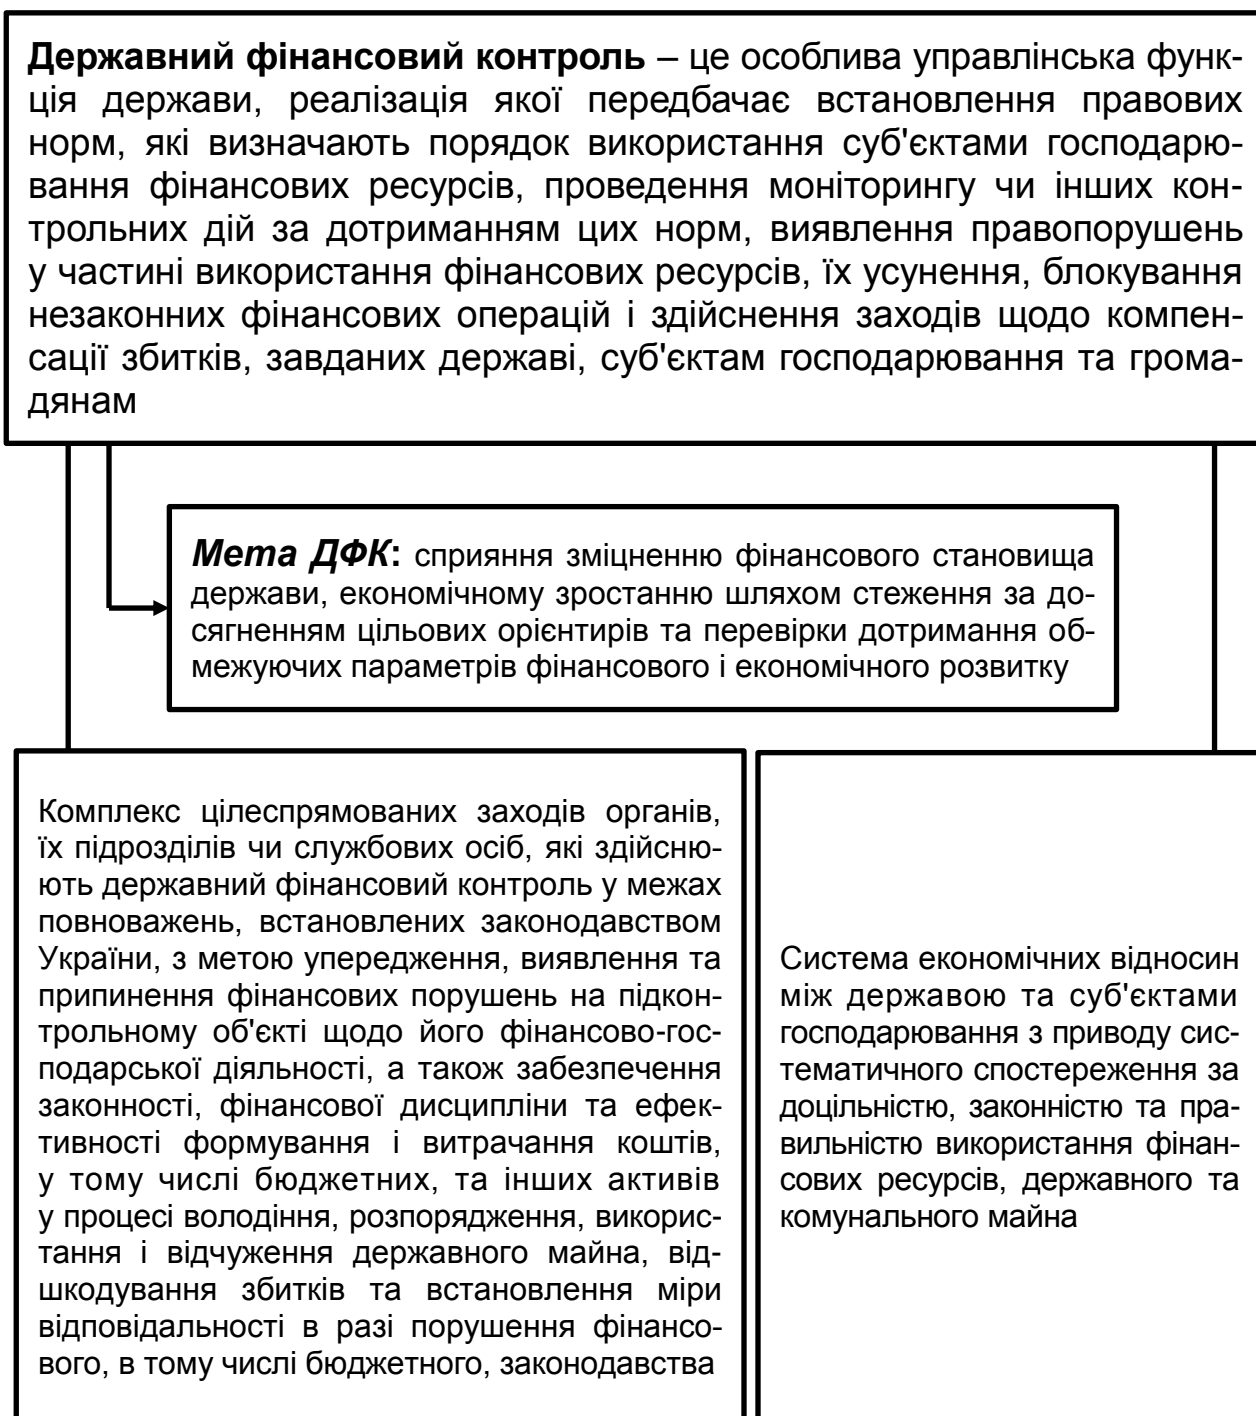 Державний фінансовий контроль – це особлива управлінська функ-
ція держави, реалізація якої передбачає встановлення правових
норм, які визначають порядок використання суб'єктами господарю-
вання фінансових ресурсів, проведення моніторингу чи інших кон-
трольних дій за дотриманням цих норм, виявлення правопорушень
у частині використання фінансових ресурсів, їх усунення, блокування
незаконних фінансових операцій і здійснення заходів щодо компен-
сації збитків, завданих державі, суб'єктам господарювання та грома-
дянам
Мета ДФК: сприяння зміцненню фінансового становища
держави, економічному зростанню шляхом стеження за до-
сягненням цільових орієнтирів та перевірки дотримання об-
межуючих параметрів фінансового і економічного розвитку
Комплекс цілеспрямованих заходів органів,
їх підрозділів чи службових осіб, які здійсню-
ють державний фінансовий контроль у межах
повноважень, встановлених законодавством
України, з метою упередження, виявлення та
припинення фінансових порушень на підкон-
трольному об'єкті щодо його фінансово-гос-
подарської діяльності, а також забезпечення
законності, фінансової дисципліни та ефек-
тивності формування і витрачання коштів,
у тому числі бюджетних, та інших активів
у процесі володіння, розпорядження, викорис-
тання і відчуження державного майна, від-
шкодування збитків та встановлення міри
відповідальності в разі порушення фінансо-
вого, в тому числі бюджетного, законодавства
Система економічних відносин
між державою та суб'єктами
господарювання з приводу сис-
тематичного спостереження за
доцільністю, законністю та пра-
вильністю використання фінан-
сових ресурсів, державного та
комунального майна